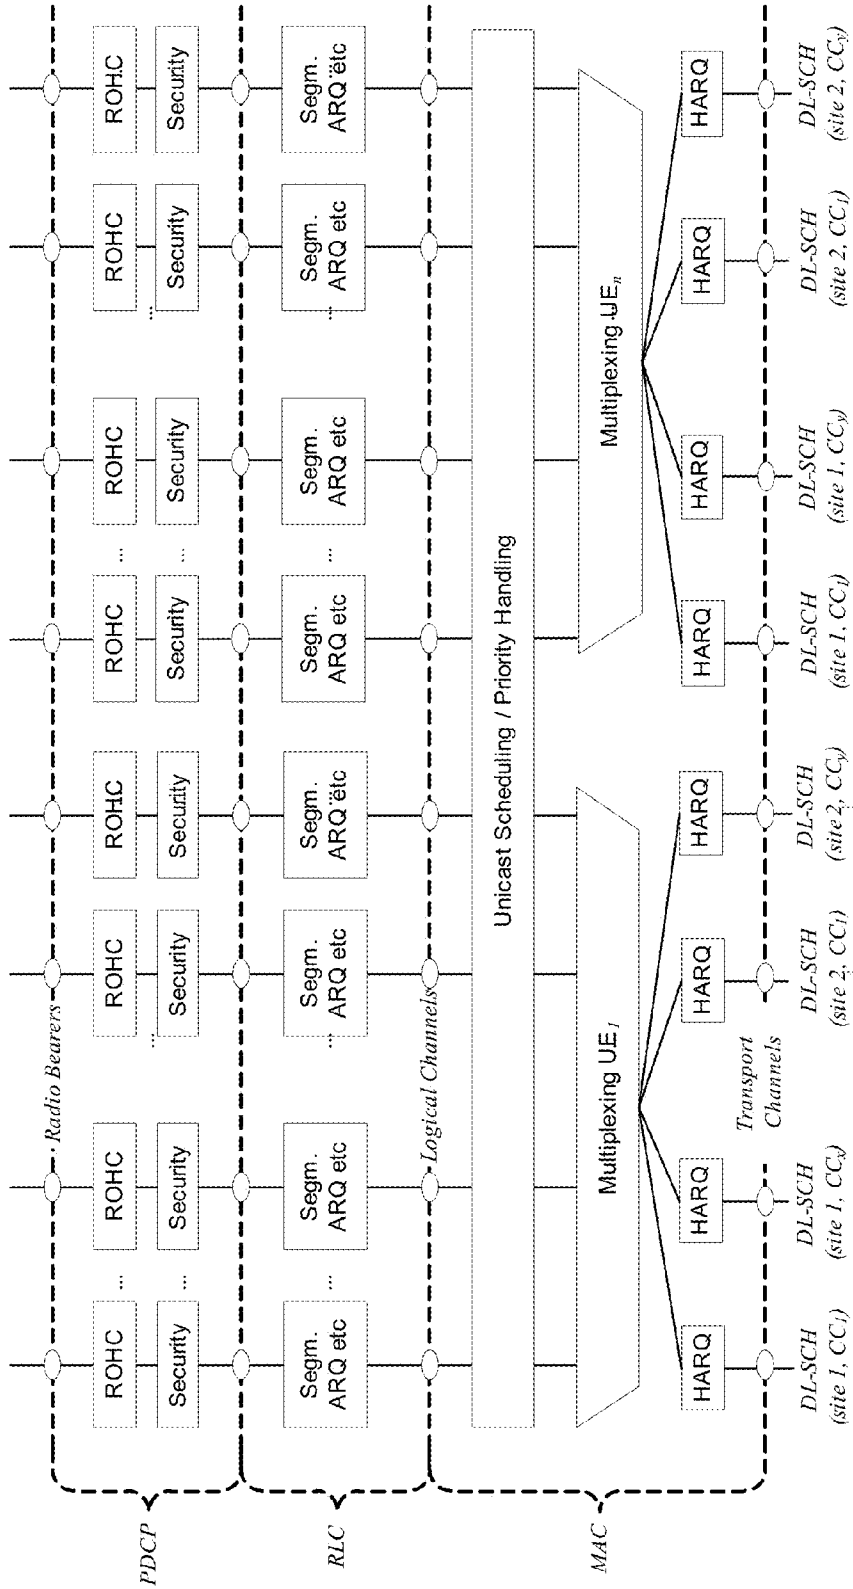 Radio Bearers
ROHC
...
ROHC
ROHC
ROHC
ROHC
...
ROHC
ROHC
ROHC
PDCP
...
...
Security
...
Security
Security
Security
Security
...
Security
Security
Security
Segm.
ARQ etc
...
Segm.
ARQ etc
...
Segm.
ARQ etc
Segm.
ARQ etc
Segm.
ARQ etc
...
Segm.
ARQ etc
...
Segm.
ARQ etc
Segm.
ARQ etc
RLC
Logical Channels
Unicast Scheduling / Priority Handling
MAC
Multiplexing UE1
Multiplexing UEn
HARQ
HARQ
HARQ
HARQ
HARQ
HARQ
HARQ
HARQ
Transport
Channels
DL-SCH
(site 1, CC1)
DL-SCH
(site 1, CCx)
DL-SCH
(site 2, CC1)
DL-SCH
(site 2, CCy)
DL-SCH
(site 1, CC1)
DL-SCH
(site 1, CCy)
DL-SCH
(site 2, CC1)
DL-SCH
(site 2, CCy)